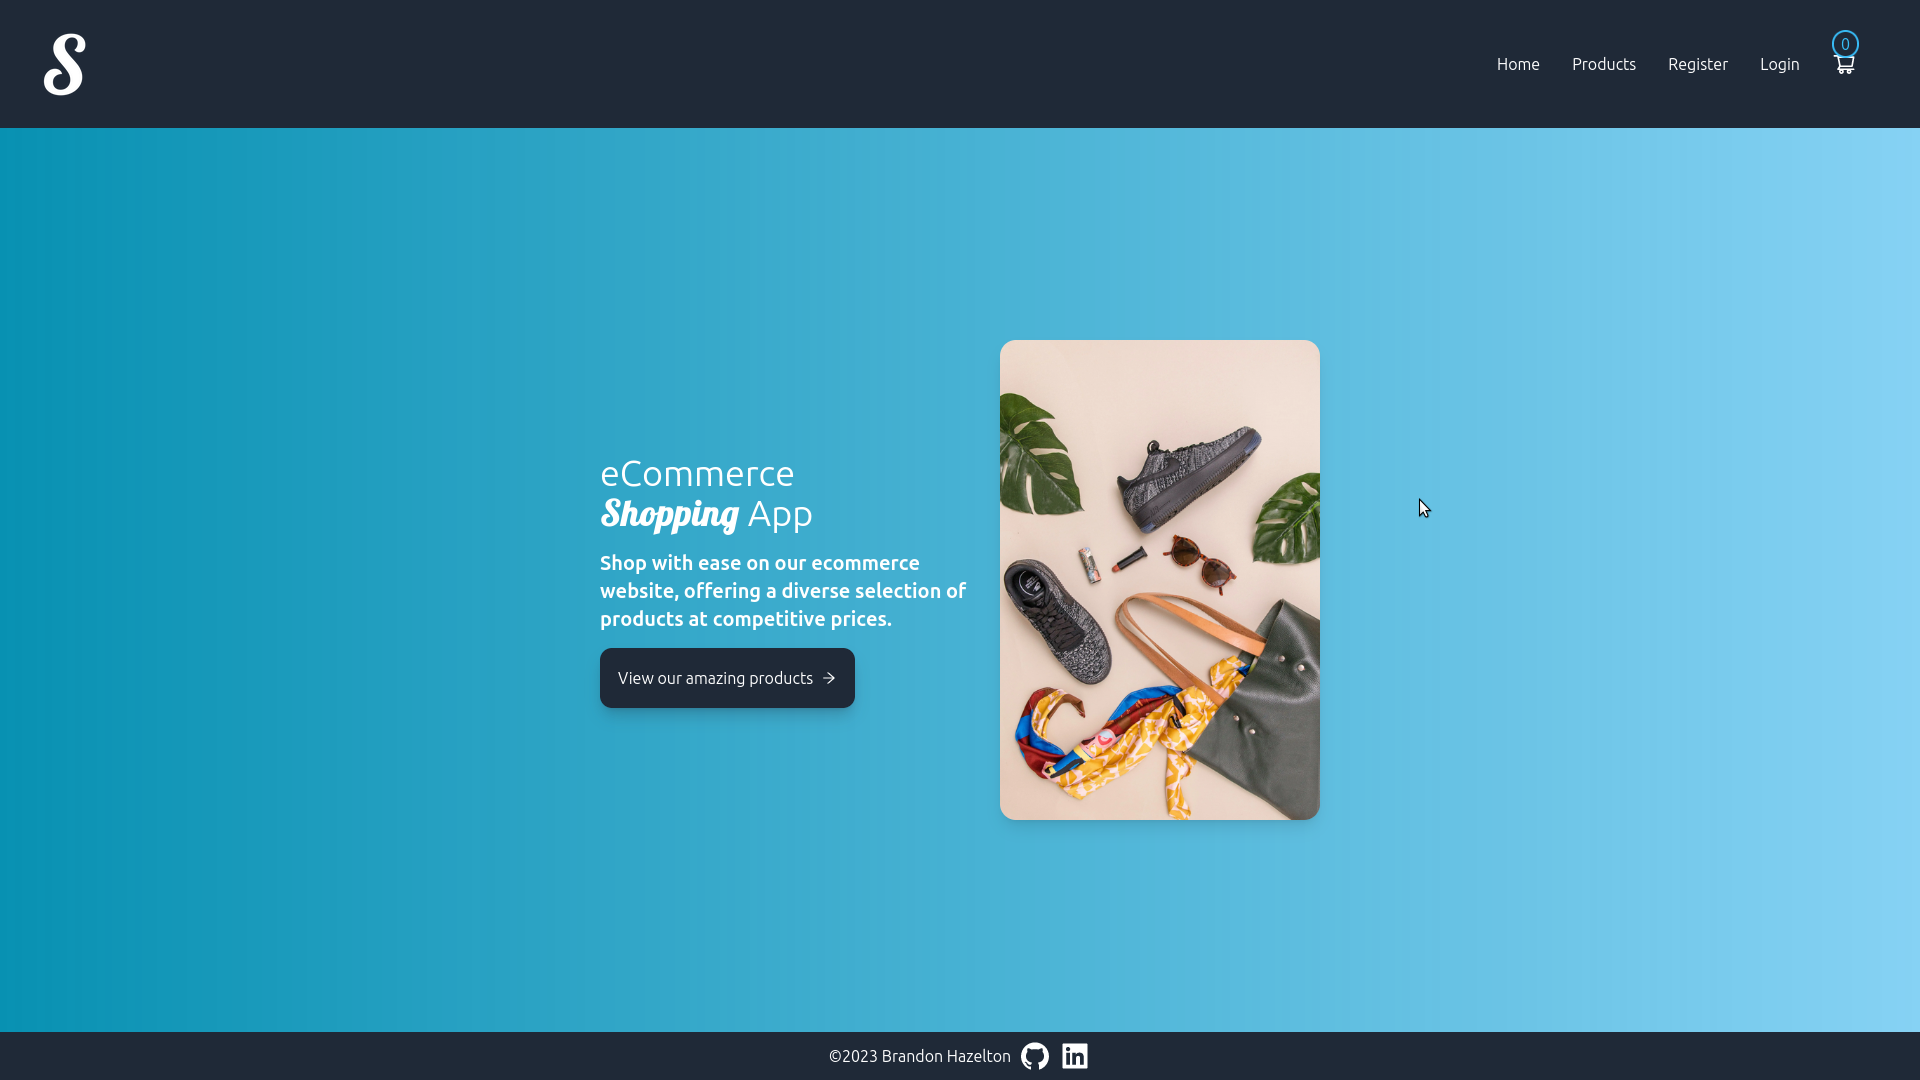 S
Home
Products
Register
Login
0
eCommerce
Shopping App
Shop with ease on our ecommerce
website, offering a diverse selection of
products at competitive prices.
View our amazing products →
©2023 Brandon Hazelton
in